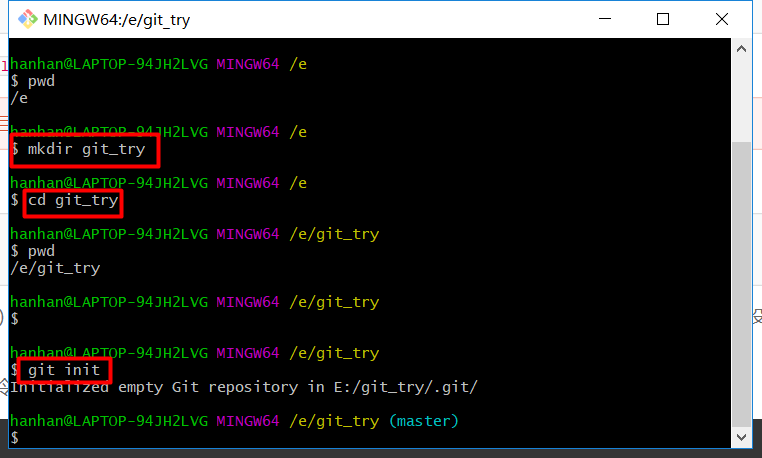 MINGW64:/e/git_try
hanhan@LAPTOP-94JH2LVG MINGW64 /e
$ pwd
/e
hanhan@LAPTOP-94JH2LVG MINGW64 /e
$ mkdir git_try
hanhan@LAPTOP-94JH2LVG MINGW64 /e
$ cd git_try
hanhan@LAPTOP-94JH2LVG MINGW64 /e/git_try
$ pwd
/e/git_try
hanhan@LAPTOP-94JH2LVG MINGW64 /e/git_try
$
hanhan@LAPTOP-94JH2LVG MINGW64 /e/git_try
$ git init
Initialized empty Git repository in E:/git_try/.git/
hanhan@LAPTOP-94JH2LVG MINGW64 /e/git_try (master)
$